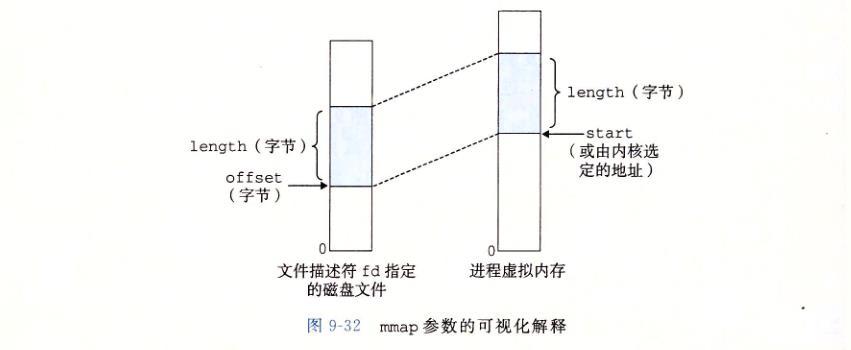 length（字节）
length（字节）
start
（或由内核选
定的地址）
offset
（字节）
0
0
文件描述符 fd 指定
的磁盘文件
进程虚拟内存
图 9-32 mmap 参数的可视化解释